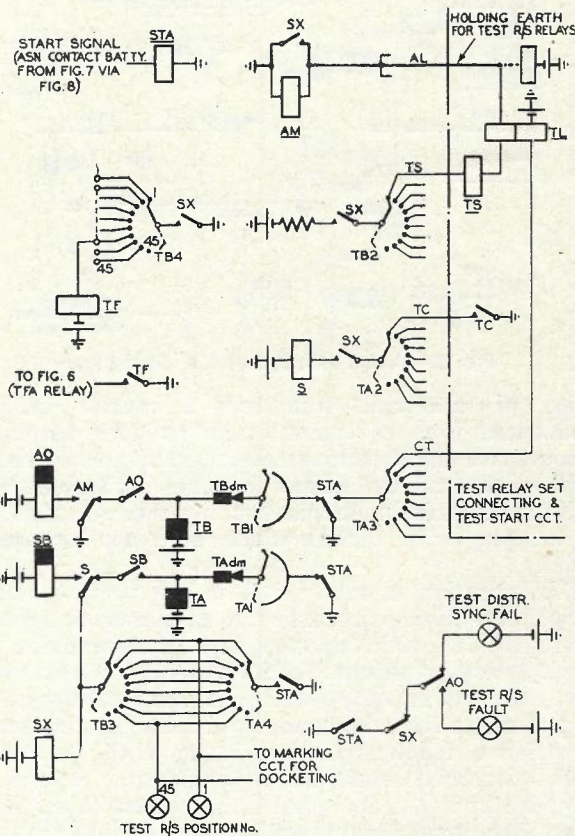 START SIGNAL
(ASN CONTACT BATTY.
FROM FIG. 7 VIA
FIG. 8)
STA
SX
AM
AL
HOLDING EARTH
FOR TEST R/S RELAYS
TL
TS
TS
1
SX
45
45
TB4
TF
SX
TB2
TC
TC
SX
S
TA2
TO FIG. 6
(TFA RELAY)
TF
CT
AO
AM
AO
TBdm
STA
TB
TB1
TA3
TEST RELAY SET
CONNECTING &
TEST START CCT.
SB
S
SB
TAdm
STA
TA
TA1
TEST DISTR.
SYNC. FAIL
AO
TEST R/S
FAULT
STA
SX
TB3
TA4
STA
SX
TO MARKING
CCT. FOR
DOCKETING
45
1
TEST R/S POSITION No.